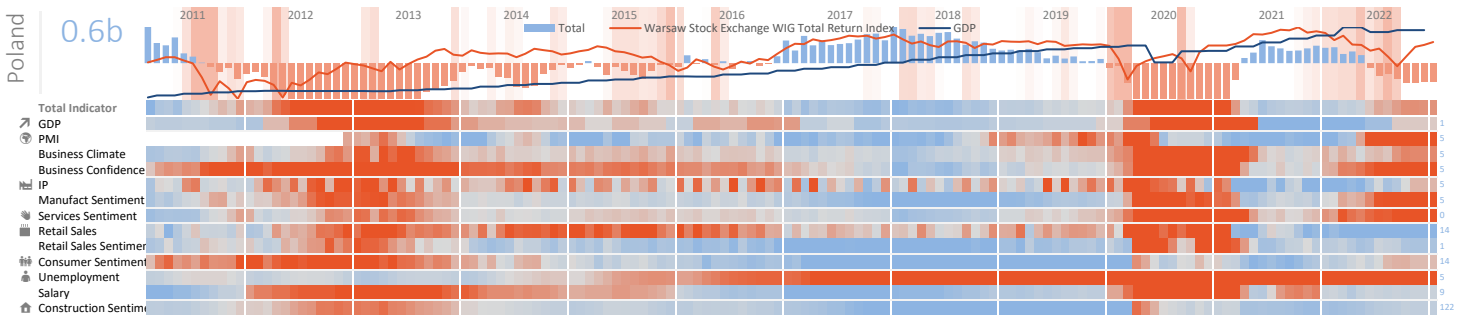 Poland
0.6b
2011 2012 2013 2014 2015 2016 2017 2018 2019 2020 2021 2022
Total Warsaw Stock Exchange WIG Total Return Index GDP
Total Indicator
GDP 1
PMI 5
Business Climate 5
Business Confidence 5
IP 5
Manufact Sentiment 5
Services Sentiment 0
Retail Sales 14
Retail Sales Sentimer 1
Consumer Sentiment 14
Unemployment 5
Salary 9
Construction Sentime 122